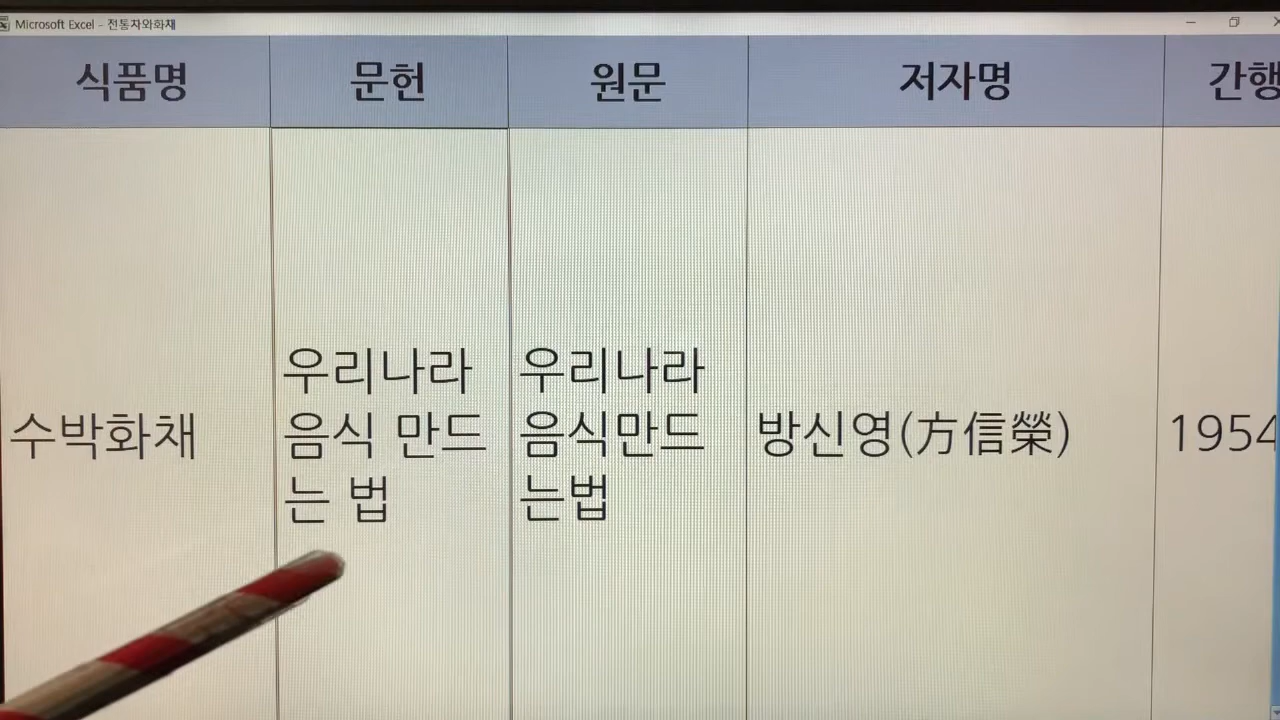 Microsoft Excel - 전통차와화채
식품명 문헌 원문 저자명 간행
수박화채
우리나라
음식 만드
는 법
우리나라
음식만드
는법
방신영(方信榮)
1954